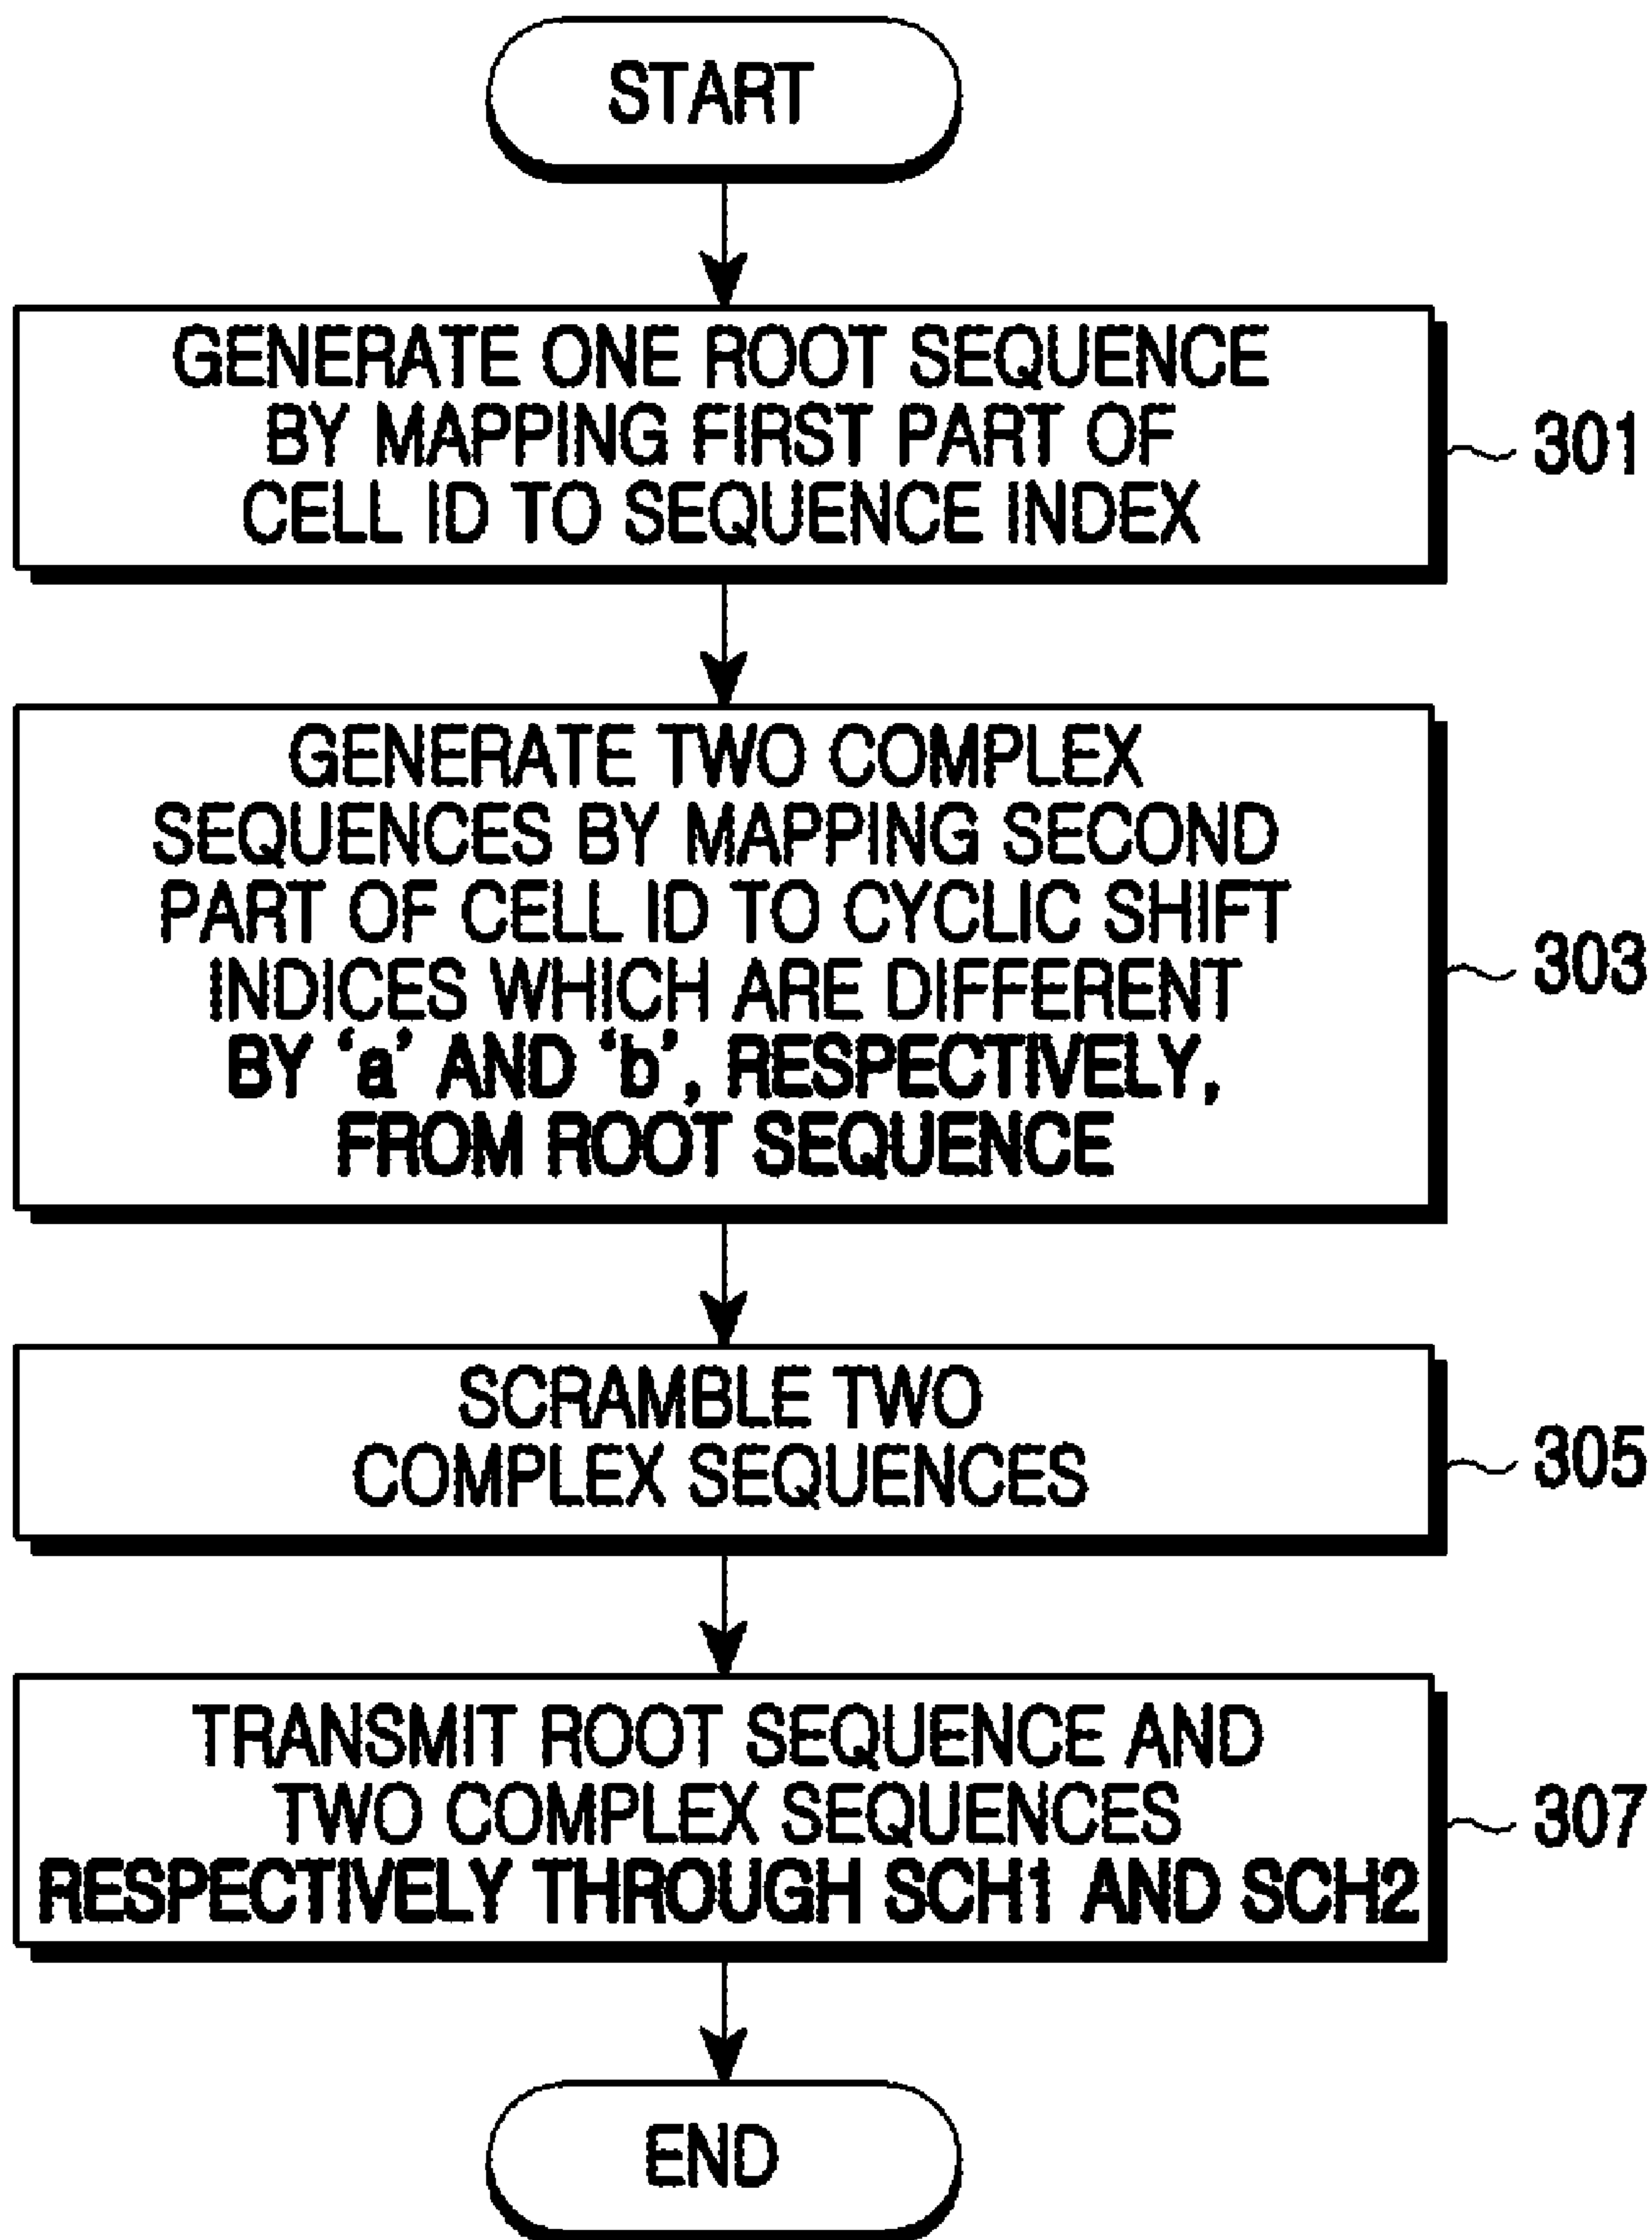 START
GENERATE ONE ROOT SEQUENCE
BY MAPPING FIRST PART OF
CELL ID TO SEQUENCE INDEX
301
GENERATE TWO COMPLEX
SEQUENCES BY MAPPING SECOND
PART OF CELL ID TO CYCLIC SHIFT
INDICES WHICH ARE DIFFERENT
BY ‘a’ AND ‘b’, RESPECTIVELY,
FROM ROOT SEQUENCE
303
SCRAMBLE TWO
COMPLEX SEQUENCES
305
TRANSMIT ROOT SEQUENCE AND
TWO COMPLEX SEQUENCES
RESPECTIVELY THROUGH SCH1 AND SCH2
307
END